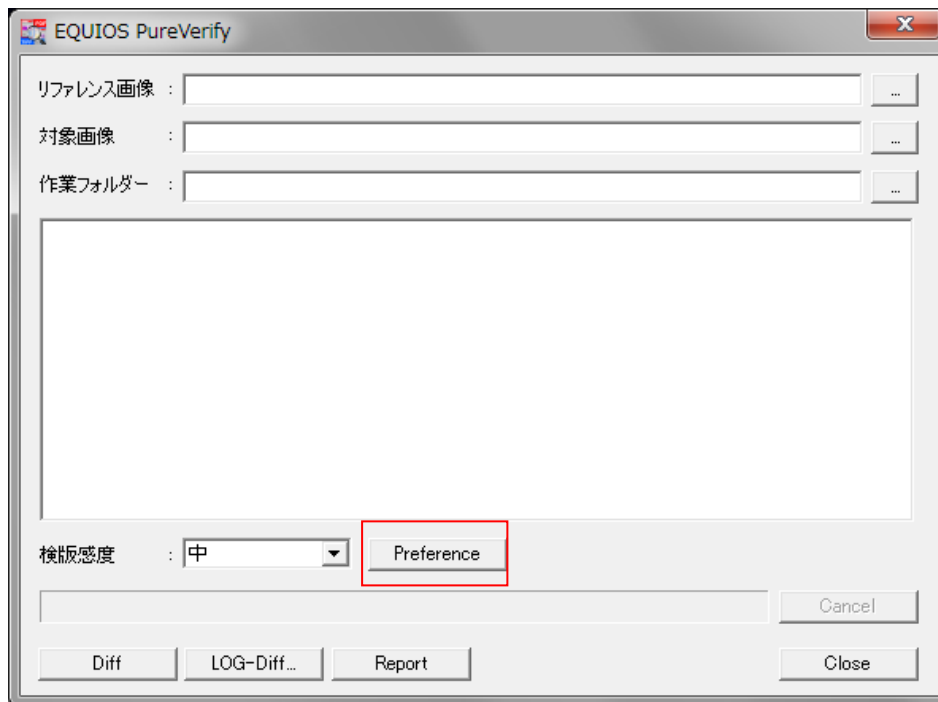 EQUIOS PureVerify
リファレンス画像 : ...
対象画像 : ...
作業フォルダー : ...
検版感度 : 中 Preference
Cancel
Diff LOG-Diff... Report Close